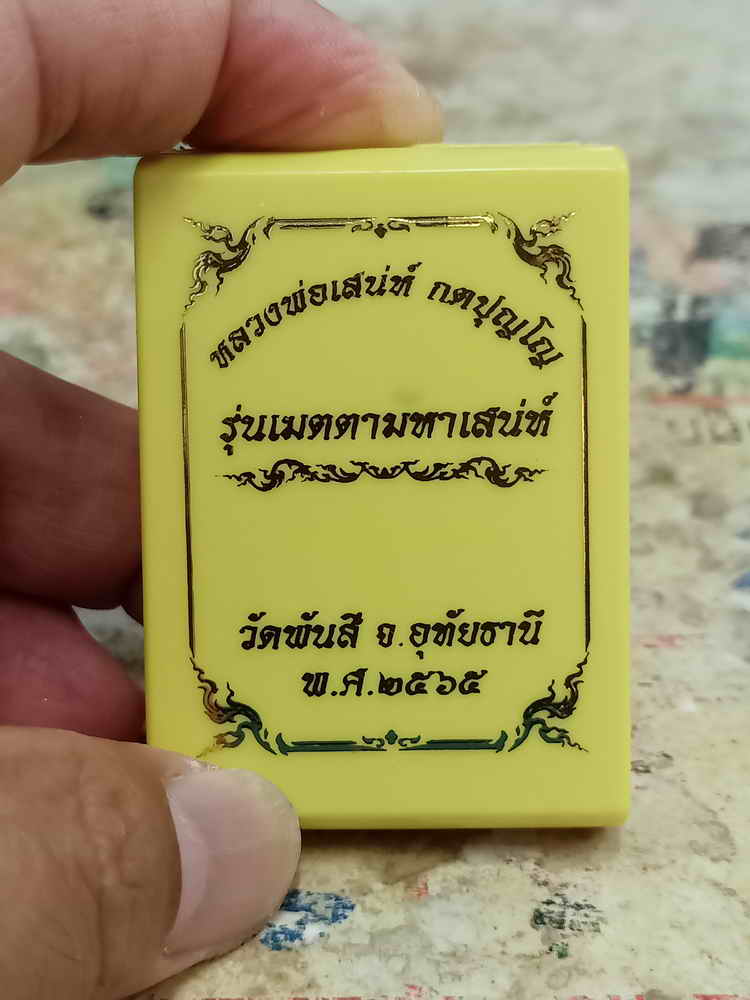 หลวงพ่อเสน่ห์ กตปุญฺโญ
รุ่นเมตตามหาเสน่ห์
วัดพันสี จ.อุทัยธานี
พ.ศ.๒๕๖๕